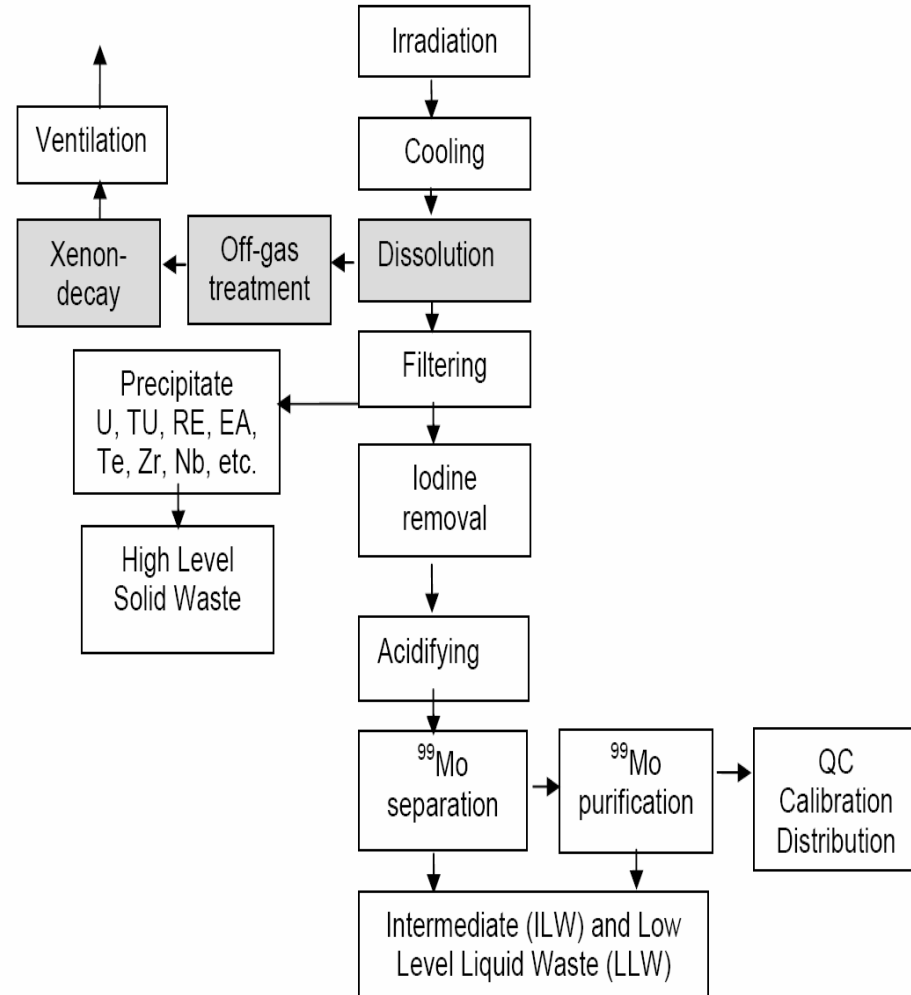 Irradiation
Ventilation
Cooling
Xenon-
decay
Off-gas
treatment
Dissolution
Filtering
Precipitate
U, TU, RE, EA,
Te, Zr, Nb, etc.
Iodine
removal
High Level
Solid Waste
Acidifying
⁹⁹Mo
separation
⁹⁹Mo
purification
QC
Calibration
Distribution
Intermediate (ILW) and Low
Level Liquid Waste (LLW)